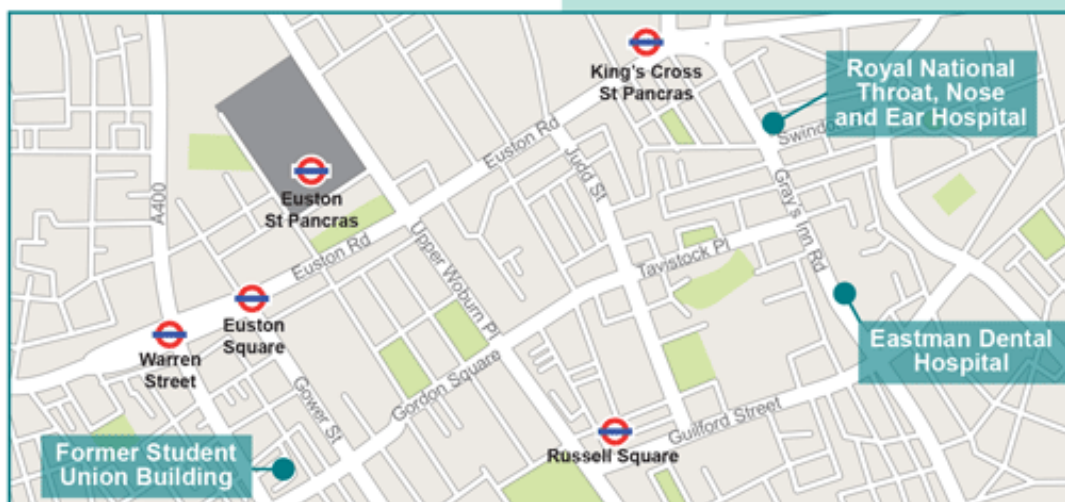 King's Cross
St Pancras
Royal National
Throat, Nose
and Ear Hospital
Euston Rd
Judd St
A400
Euston
St Pancras
Gray's Inn Rd
Euston Rd
Upper Woburn Pl
Tavistock Pl
Euston
Square
Warren
Street
Eastman Dental
Hospital
Gower St
Gordon Square
Guilford Street
Russell Square
Former Student
Union Building